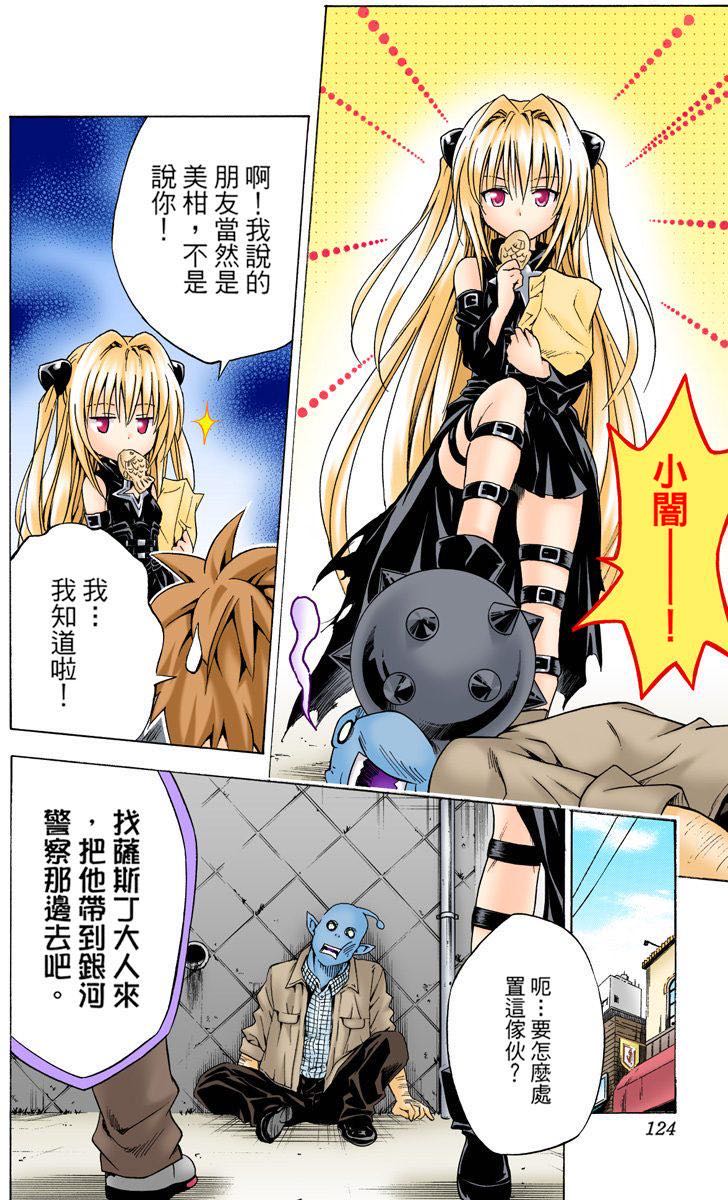 小闇——！
啊！我說的
朋友當然是
美柑，不是
說你！
我…
我知道啦！
呃…要怎麼處
置這傢伙？
找薩斯丁大人來
，把他帶到銀河
警察那邊去吧。
124